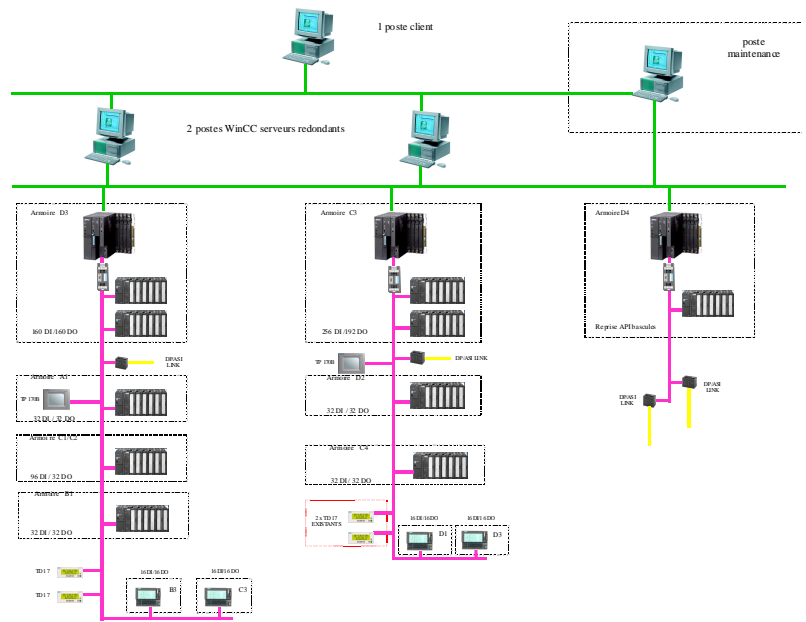 1 poste client
poste
maintenance
2 postes WinCC serveurs redondants
Armoire D3
Armoire C3
Armoire D4
160 DI /160 DO
256 DI /192 DO
Reprise API bascules
DP/ASI
LINK
TP 170B
DP/ASI LINK
Armoire A1
TP 170B
32 DI / 32 DO
Armoire D2
32 DI / 32 DO
DP/ASI
LINK
DP/ASI
LINK
Armoire C1/C2
96 DI / 32 DO
Armoire C4
32 DI / 32 DO
Armoire B1
32 DI / 32 DO
2 x TD17
EXISTANTS
16 DI/16 DO
D1
16 DI/16 DO
D3
TD17
TD17
16 DI/16 DO
B3
16 DI/16 DO
C3